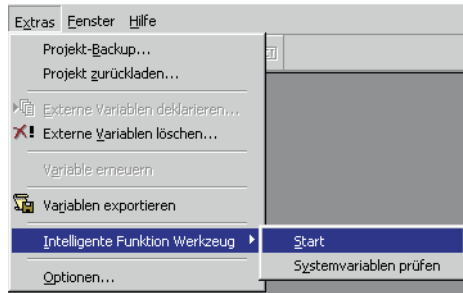 Extras Fenster Hilfe
Projekt-Backup...
Projekt zurückladen...
Externe Variablen deklarieren...
Externe Variablen löschen...
Variable erneuern
Variablen exportieren
Intelligente Funktion Werkzeug
Start
Systemvariablen prüfen
Optionen...